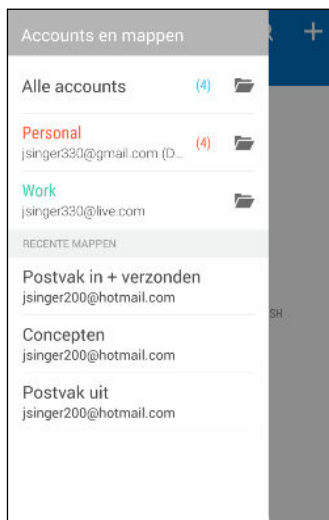 Accounts en mappen
Alle accounts (4)
Personal
jsinger330@gmail.com (D... (4)
Work
jsinger330@live.com
RECENTE MAPPEN
Postvak in + verzonden
jsinger200@hotmail.com
Concepten
jsinger200@hotmail.com
Postvak uit
jsinger200@hotmail.com
SH